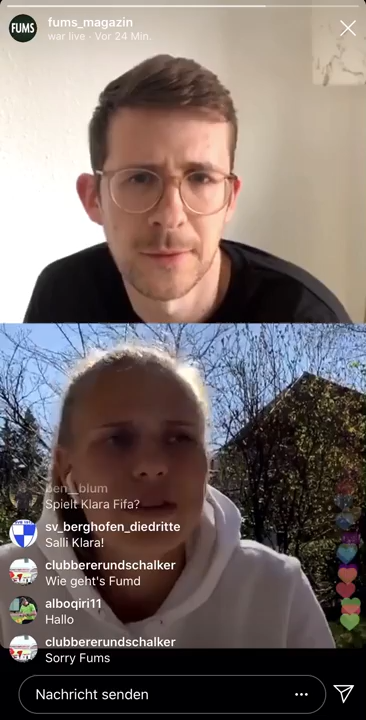 FUMS
fums_magazin
war live · Vor 24 Min.
ben__blum
Spielt Klara Fifa?
sv_berghofen_diedritte
Salli Klara!
clubbererundschalker
Wie geht's Fumd
alboqiri11
Hallo
clubbererundschalker
Sorry Fums
Nachricht senden